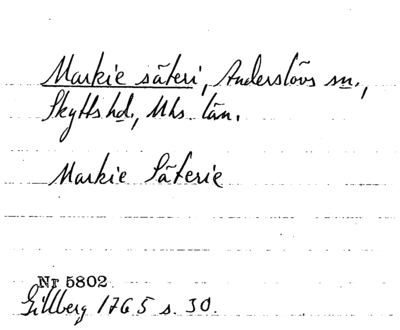 Markie säteri, Anderslövs sn.,
Skytts hd., Mhs. län.
Markie Säterie
Nr 5802
Gillberg 1765 s. 30.